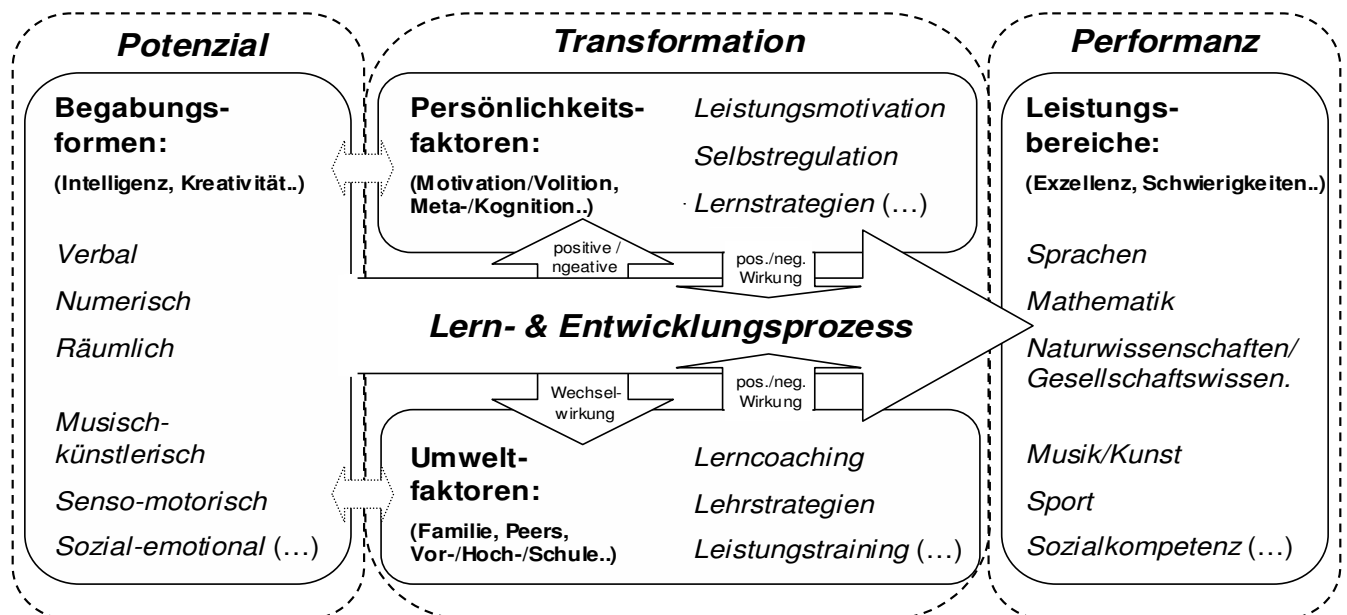 Potenzial
Begabungs-
formen:
(Intelligenz, Kreativität..)
Verbal
Numerisch
Räumlich
Musisch-
künstlerisch
Senso-motorisch
Sozial-emotional (…)
Transformation
Persönlichkeits-
faktoren:
(Motivation/Volition,
Meta-/Kognition..)
Leistungsmotivation
Selbstregulation
Lernstrategien (…)
positive /
ngeative
pos./neg.
Wirkung
Lern- & Entwicklungsprozess
Wechsel-
wirkung
pos./neg.
Wirkung
Umwelt-
faktoren:
(Familie, Peers,
Vor-/Hoch-/Schule..)
Lerncoaching
Lehrstrategien
Leistungstraining (…)
Performanz
Leistungs-
bereiche:
(Exzellenz, Schwierigkeiten..)
Sprachen
Mathematik
Naturwissenschaften/
Gesellschaftswissen.
Musik/Kunst
Sport
Sozialkompetenz (…)